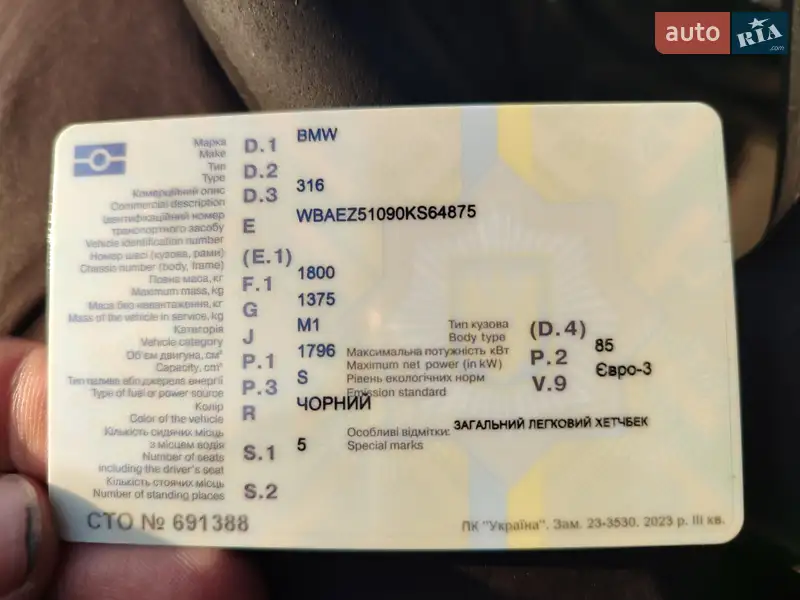 auto RIA .com
Марка D.1 BMW
Make
Тип D.2
Type
Комерційний опис D.3 316
Commercial description
Ідентифікаційний номер E WBAEZ51090KS64875
транспортного засобу
Vehicle identification number
Номер шасі (кузова, рами) (E.1)
Chassis number (body, frame)
Повна маса, кг F.1 1800
Maximum mass, kg
Маса без навантаження, кг G 1375
Mass of the vehicle in service, kg
Категорія J M1
Vehicle category
Тип кузова (D.4)
Body type
Об'єм двигуна, см³ P.1 1796
Capacity, cm³
Максимальна потужність кВт P.2 85
Maximum net power (in kW)
Тип палива або джерела енергії P.3 S
Type of fuel or power source
Рівень екологічних норм V.9 Євро-3
Emission standard
Колір R ЧОРНИЙ
Color of the vehicle
Кількість сидячих місць S.1 5
з місцем водія
Number of seats
including the driver's seat
Особливі відмітки: ЗАГАЛЬНИЙ ЛЕГКОВИЙ ХЕТЧБЕК
Special marks
Кількість стоячих місць S.2
Number of standing places
СТО № 691388
ПК "Україна". Зам. 23-3530. 2023 р. III кв.